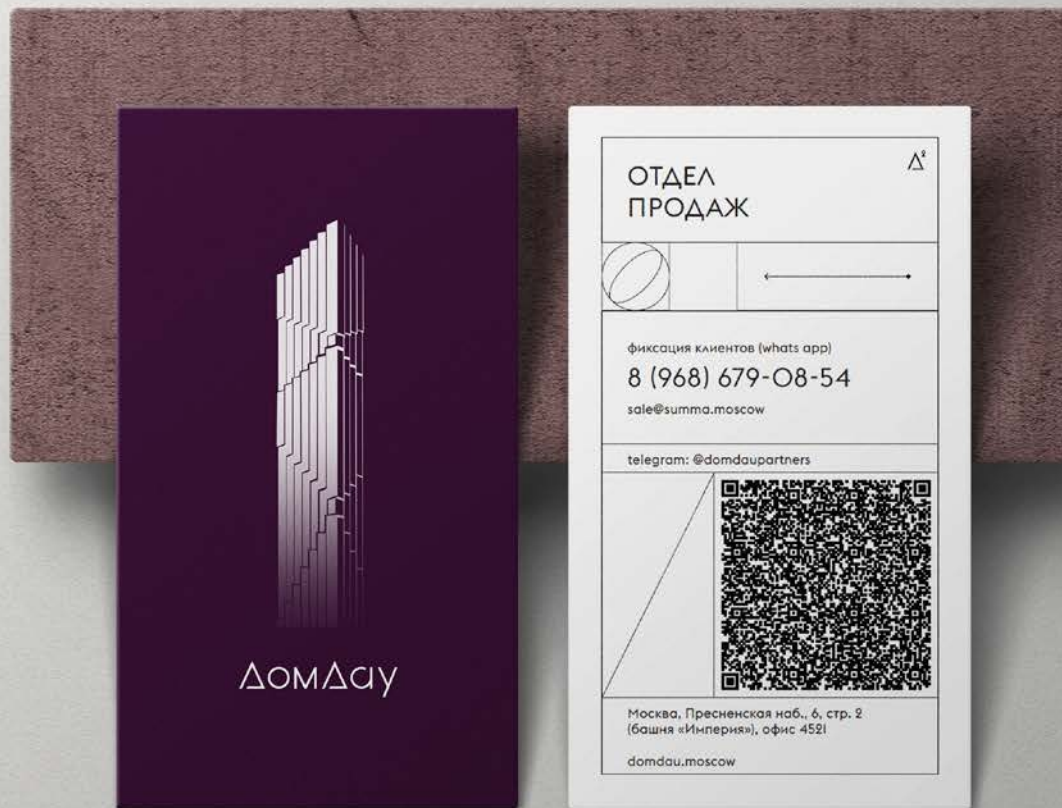 ДомДау
ОТДЕЛ
ПРОДАЖ
Д²
фиксация клиентов (whats app)
8 (968) 679-08-54
sale@summa.moscow
telegram: @domdaupartners
Москва, Пресненская наб., 6, стр. 2
(башня «Империя»), офис 4521
domdau.moscow